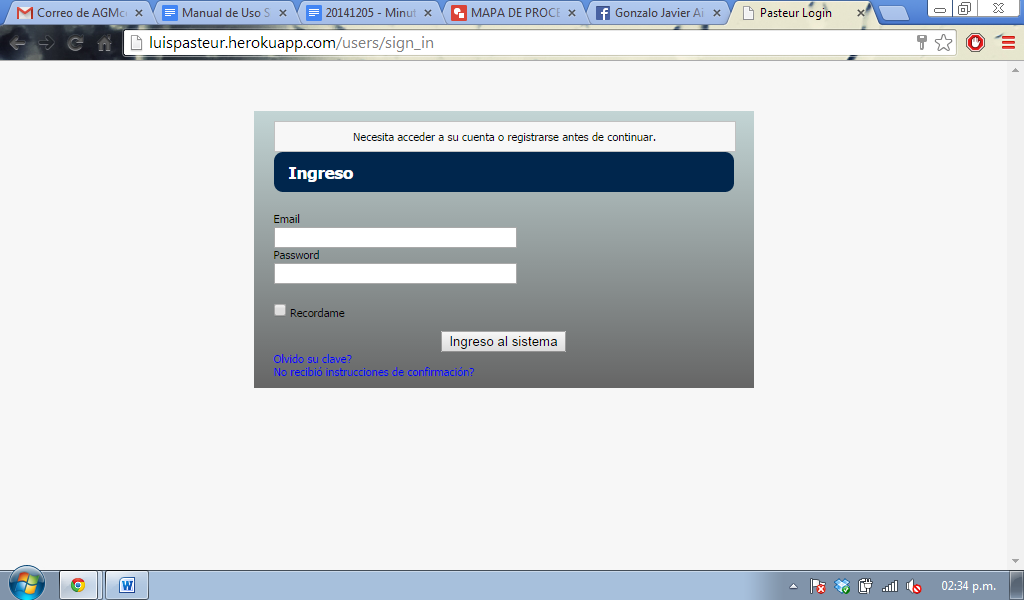 Correo de AGMc
Manual de Uso S
20141205 - Minut
MAPA DE PROCE
Gonzalo Javier Ai
Pasteur Login
luispasteur.herokuapp.com/users/sign_in
Necesita acceder a su cuenta o registrarse antes de continuar.
Ingreso
Email
Password
Recordame
Ingreso al sistema
Olvido su clave?
No recibió instrucciones de confirmación?
02:34 p.m.